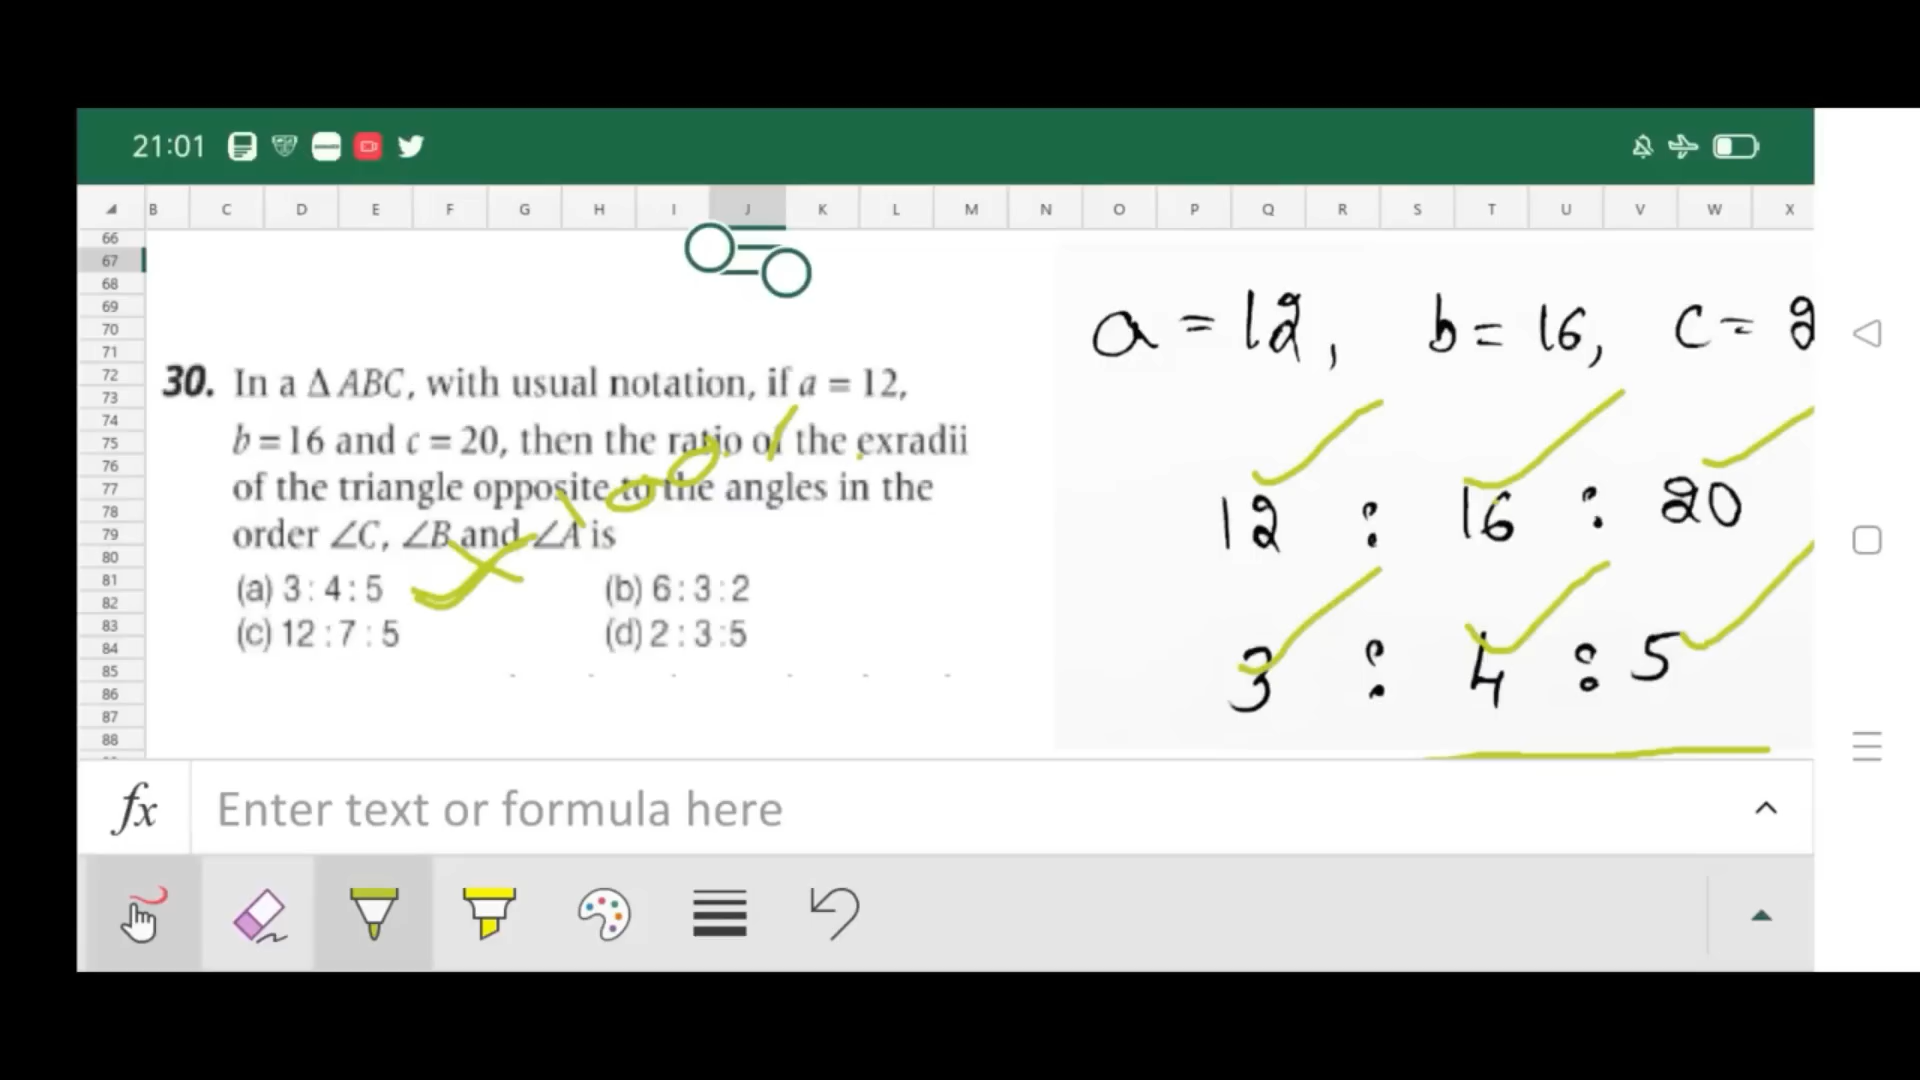 21:01
B C D E F G H I J K L M N O P Q R S T U V W X
66
67
68
69
70
71
72
73
74
75
76
77
78
79
80
81
82
83
84
85
86
87
88
30. In a Δ ABC, with usual notation, if a = 12,
b = 16 and c = 20, then the ratio of the exradii
of the triangle opposite to the angles in the
order ∠C, ∠B and ∠A is
(a) 3 : 4 : 5 (b) 6 : 3 : 2
(c) 12 : 7 : 5 (d) 2 : 3 : 5
a = 12, b = 16, c = 2
12 : 16 : 20
3 : 4 : 5
fx Enter text or formula here